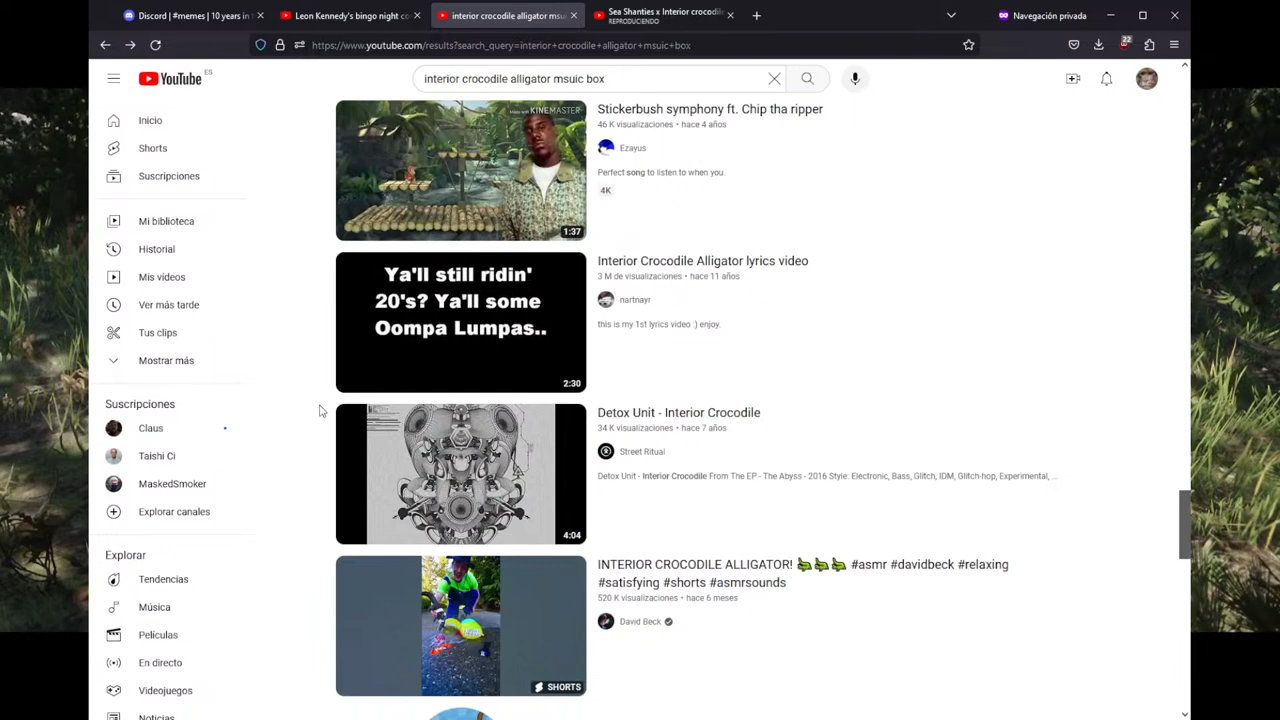 Discord | #memes | 10 years in t
Leon Kennedy's bingo night co
interior crocodile alligator msui
Sea Shanties x Interior crocodile
REPRODUCIENDO
Navegación privada
https://www.youtube.com/results?search_query=interior+crocodile+alligator+msuic+box
22
YouTube
ES
interior crocodile alligator msuic box
Inicio
Shorts
Suscripciones
Mi biblioteca
Historial
Mis vídeos
Ver más tarde
Tus clips
Mostrar más
Suscripciones
Claus
Taishi Ci
MaskedSmoker
Explorar canales
Explorar
Tendencias
Música
Películas
En directo
Videojuegos
Noticias
Made with KINEMASTER
1:37
Stickerbush symphony ft. Chip tha ripper
46 K visualizaciones • hace 4 años
Ezayus
Perfect song to listen to when you.
4K
Ya'll still ridin'
20's? Ya'll some
Oompa Lumpas..
2:30
Interior Crocodile Alligator lyrics video
3 M de visualizaciones • hace 11 años
nartnayr
this is my 1st lyrics video :) enjoy.
4:04
Detox Unit - Interior Crocodile
34 K visualizaciones • hace 7 años
Street Ritual
Detox Unit - Interior Crocodile From The EP - The Abyss - 2016 Style: Electronic, Bass, Glitch, IDM, Glitch-hop, Experimental, ...
SHORTS
INTERIOR CROCODILE ALLIGATOR! 🐊🐊🐊 #asmr #davidbeck #relaxing
#satisfying #shorts #asmrsounds
520 K visualizaciones • hace 6 meses
David Beck